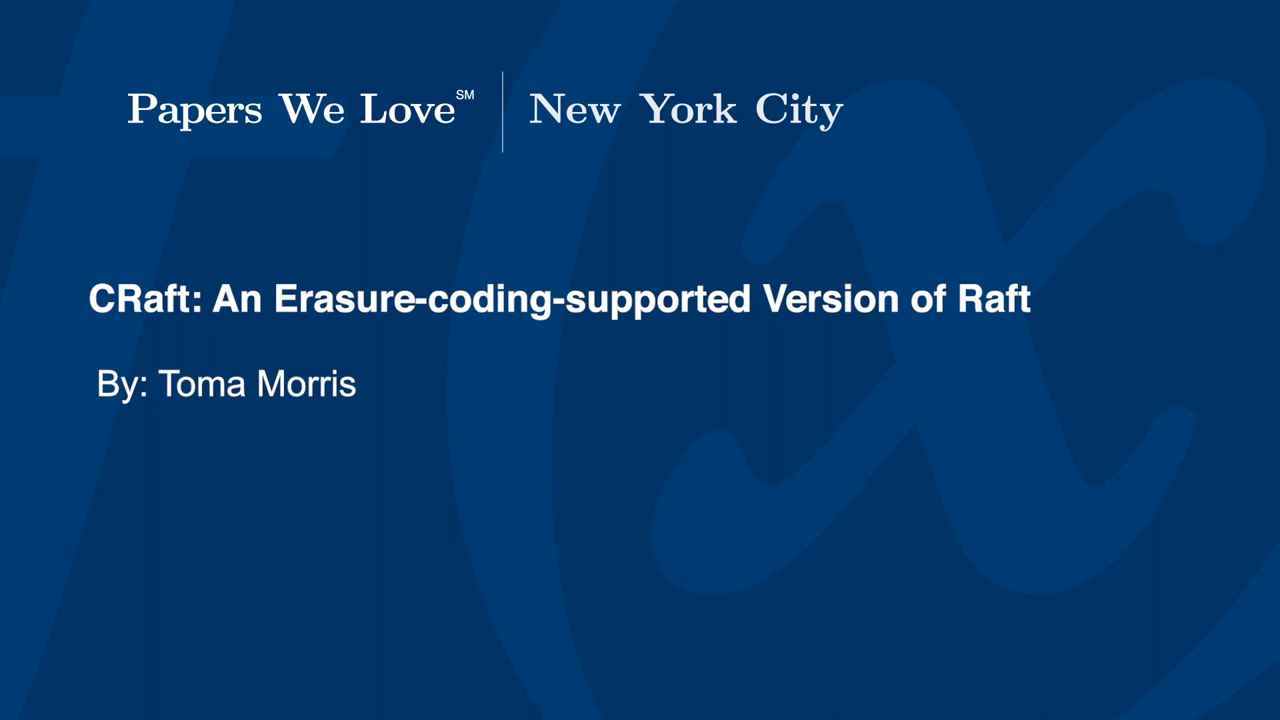 Papers We Love℠ | New York City
CRaft: An Erasure-coding-supported Version of Raft
By: Toma Morris